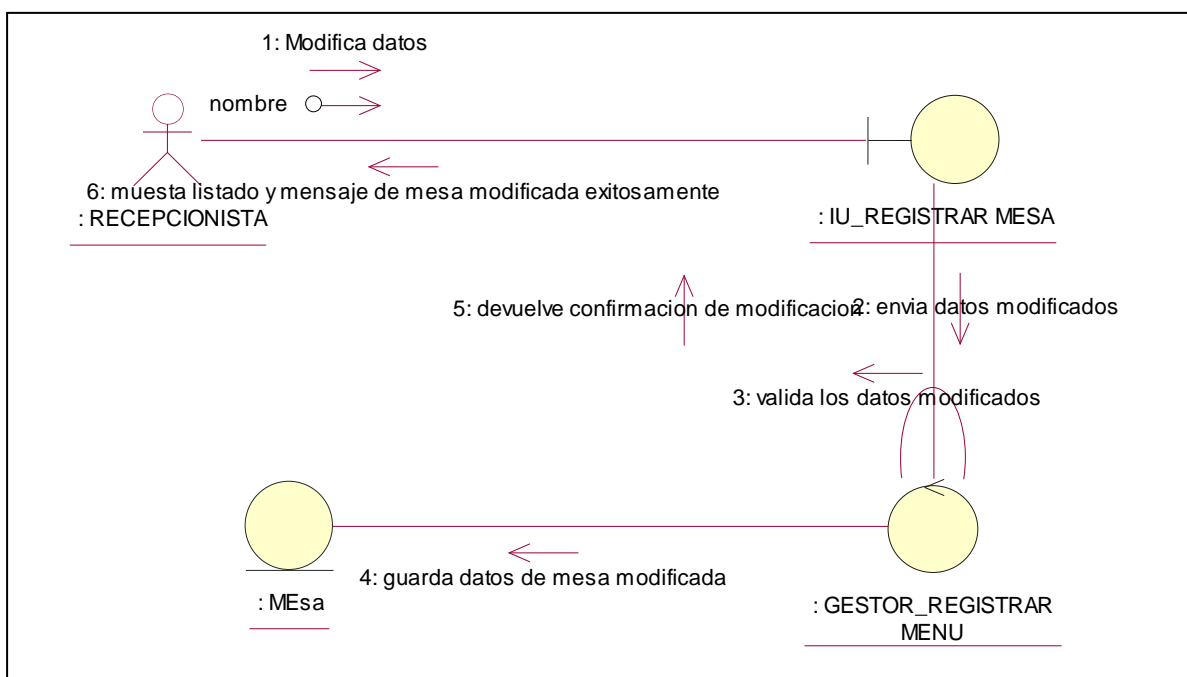 1: Modifica datos
nombre
6: muesta listado y mensaje de mesa modificada exitosamente
: RECEPCIONISTA
: IU_REGISTRAR MESA
5: devuelve confirmacion de modificacion
2: envia datos modificados
3: valida los datos modificados
4: guarda datos de mesa modificada
: MEsa
: GESTOR_REGISTRAR
MENU